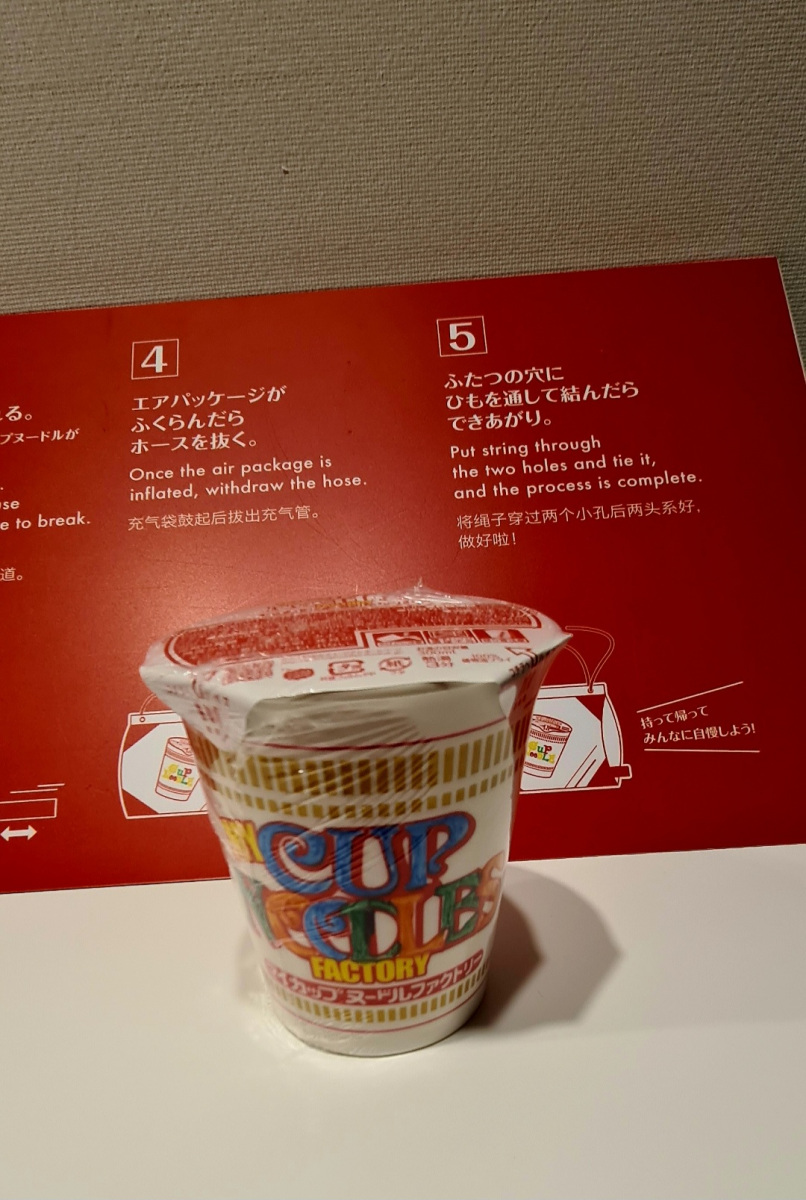 る。
プヌードルが
use
e to break.
道。
4
エアパッケージが
ふくらんだら
ホースを抜く。
Once the air package is
inflated, withdraw the hose.
充气袋鼓起后拔出充气管。
5
ふたつの穴に
ひもを通して結んだら
できあがり。
Put string through
the two holes and tie it,
and the process is complete.
将绳子穿过两个小孔后两头系好，
做好啦！
持って帰って
みんなに自慢しよう!
CUP
NOODLES
CUP
NOODLES
CUP
NOODLES
FACTORY
マイカップヌードルファクトリー